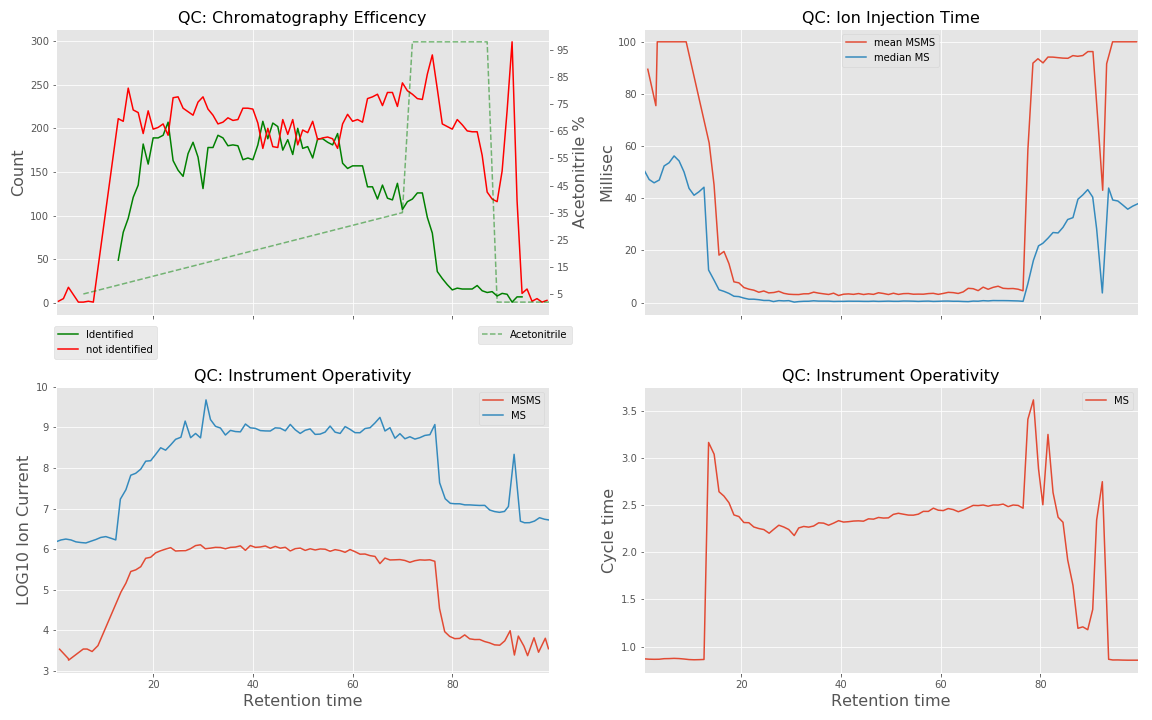 QC: Chromatography Efficency
300
250
200
150
100
50
0
Count
95
85
75
65
55
45
35
25
15
5
Acetonitrile %
Identified
not identified
Acetonitrile
QC: Ion Injection Time
100
80
60
40
20
0
Millisec
mean MSMS
median MS
QC: Instrument Operativity
10
9
8
7
6
5
4
3
LOG10 Ion Current
MSMS
MS
20
40
60
80
Retention time
QC: Instrument Operativity
3.5
3.0
2.5
2.0
1.5
1.0
Cycle time
MS
20
40
60
80
Retention time